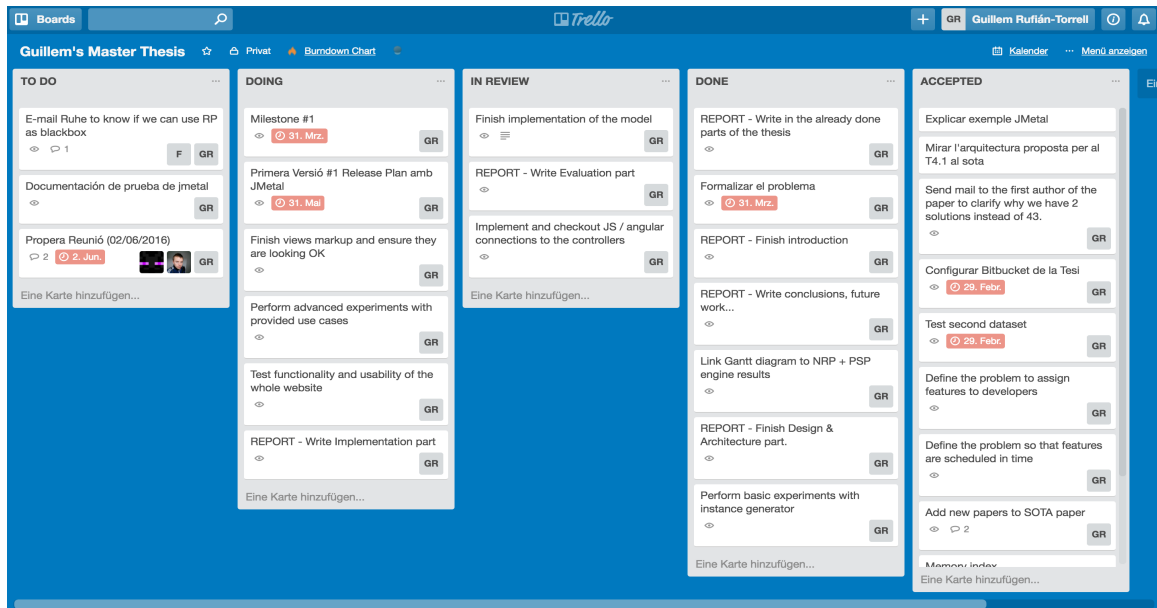 Boards
Trello
GR Guillem Rufián-Torrell
Guillem's Master Thesis
Privat
Burndown Chart
Kalender
Menü anzeigen
TO DO
E-mail Ruhe to know if we can use RP
as blackbox
1
F GR
Documentación de prueba de jmetal
GR
Propera Reunió (02/06/2016)
2 2. Jun.
GR
Eine Karte hinzufügen...
DOING
Milestone #1
31. Mrz.
GR
Primera Versió #1 Release Plan amb
JMetal
31. Mai
GR
Finish views markup and ensure they
are looking OK
GR
Perform advanced experiments with
provided use cases
GR
Test functionality and usability of the
whole website
GR
REPORT - Write Implementation part
GR
Eine Karte hinzufügen...
IN REVIEW
Finish implementation of the model
GR
REPORT - Write Evaluation part
GR
Implement and checkout JS / angular
connections to the controllers
GR
Eine Karte hinzufügen...
DONE
REPORT - Write in the already done
parts of the thesis
GR
Formalizar el problema
31. Mrz.
GR
REPORT - Finish introduction
GR
REPORT - Write conclusions, future
work...
GR
Link Gantt diagram to NRP + PSP
engine results
GR
REPORT - Finish Design &
Architecture part.
GR
Perform basic experiments with
instance generator
GR
Eine Karte hinzufügen...
ACCEPTED
Explicar exemple JMetal
Mirar l'arquitectura proposta per al
T4.1 al sota
Send mail to the first author of the
paper to clarify why we have 2
solutions instead of 43.
GR
Configurar Bitbucket de la Tesi
29. Febr.
GR
Test second dataset
29. Febr.
GR
Define the problem to assign
features to developers
GR
Define the problem so that features
are scheduled in time
GR
Add new papers to SOTA paper
2
GR
Memory index
Eine Karte hinzufügen...